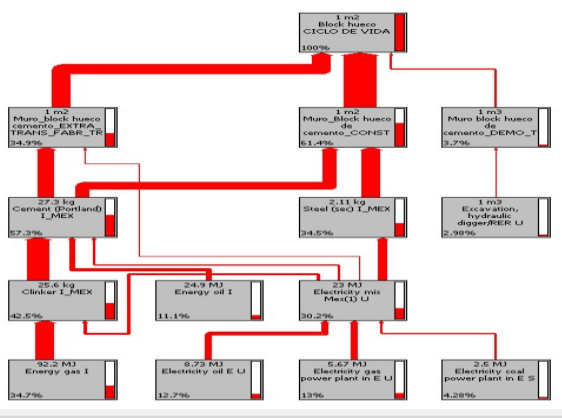 1 m2
Block hueco
CICLO DE VIDA
100%
1 m2
Muro_block hueco
cemento_EXTRA_
TRANS_FABR_TR
34.9%
1 m2
Muro_Block hueco
de
cemento_CONST
61.4%
1 m3
Muro block hueco
de
cemento_DEMO_T
3.7%
27.3 kg
Cement (Portland)
I_MEX
57.3%
2.11 kg
Steel (sec) I_MEX
34.5%
1 m3
Excavation,
hydraulic
digger/RER U
2.98%
25.6 kg
Clinker I_MEX
42.5%
24.9 MJ
Energy oil I
11.1%
23 MJ
Electricity mix
Mex(1) U
30.2%
92.2 MJ
Energy gas I
34.7%
8.73 MJ
Electricity oil E U
12.7%
5.67 MJ
Electricity gas
power plant in E U
13%
2.5 MJ
Electricity coal
power plant in E S
4.28%